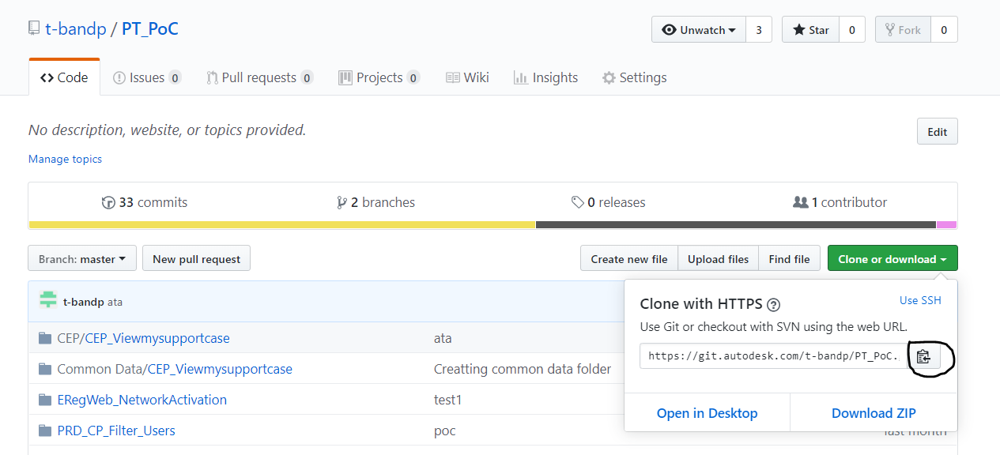 t-bandp / PT_PoC
Unwatch 3 Star 0 Fork 0
Code Issues 0 Pull requests 0 Projects 0 Wiki Insights Settings
No description, website, or topics provided.
Edit
Manage topics
33 commits 2 branches 0 releases 1 contributor
Branch: master New pull request Create new file Upload files Find file Clone or download
t-bandp ata
Clone with HTTPS ? Use SSH
Use Git or checkout with SVN using the web URL.
https://git.autodesk.com/t-bandp/PT_PoC.
CEP/CEP_Viewmysupportcase ata
Common Data/CEP_Viewmysupportcase Creatting common data folder
ERegWeb_NetworkActivation test1
Open in Desktop Download ZIP
PRD_CP_Filter_Users poc last month